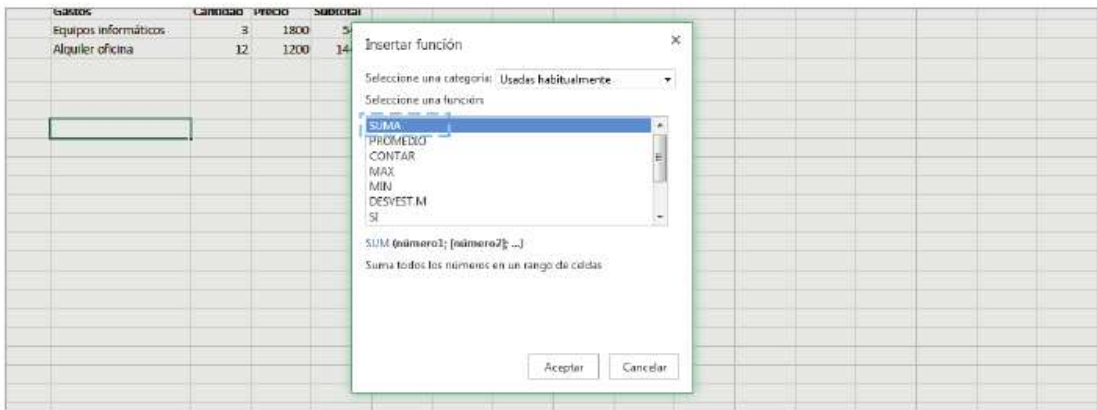 Gastos Cantidad Precio Subtotal
Equipos informáticos 3 1800 5
Alquiler oficina 12 1200 14
Insertar función
Seleccione una categoría: Usadas habitualmente
Seleccione una función:
SUMA
PROMEDIO
CONTAR
MAX
MIN
DESVEST.M
SI
SUM (número1; [número2]; ...)
Suma todos los números en un rango de celdas
Aceptar Cancelar